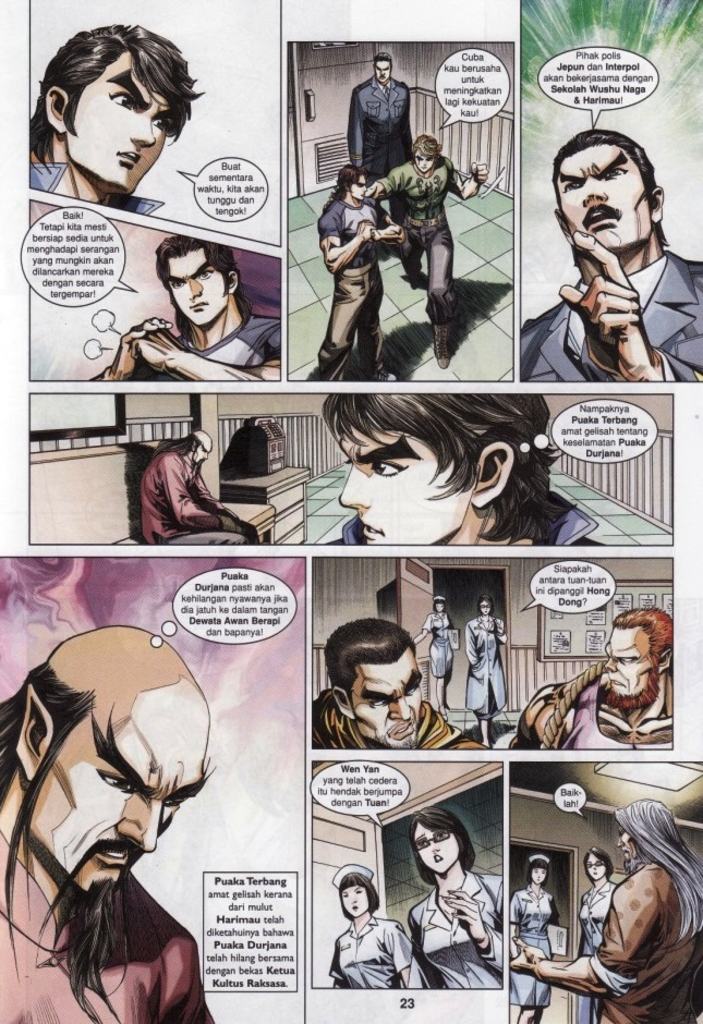 Buat
sementara
waktu, kita akan
tunggu dan
tengok!
Baik!
Tetapi kita mesti
bersiap sedia untuk
menghadapi serangan
yang mungkin akan
dilancarkan mereka
dengan secara
tergempar!
Cuba
kau berusaha
untuk
meningkatkan
lagi kekuatan
kau!
Pihak polis
Jepun dan Interpol
akan bekerjasama dengan
Sekolah Wushu Naga
& Harimau!
Nampaknya
Puaka Terbang
amat gelisah tentang
keselamatan Puaka
Durjana!
Puaka
Durjana pasti akan
kehilangan nyawanya jika
dia jatuh ke dalam tangan
Dewata Awan Berapi
dan bapanya!
Puaka Terbang
amat gelisah kerana
dari mulut
Harimau telah
diketahuinya bahawa
Puaka Durjana
telah hilang bersama
dengan bekas Ketua
Kultus Raksasa.
Siapakah
antara tuan-tuan
ini dipanggil Hong
Dong?
Wen Yan
yang telah cedera
itu hendak berjumpa
dengan Tuan!
Baik-
lah!
23